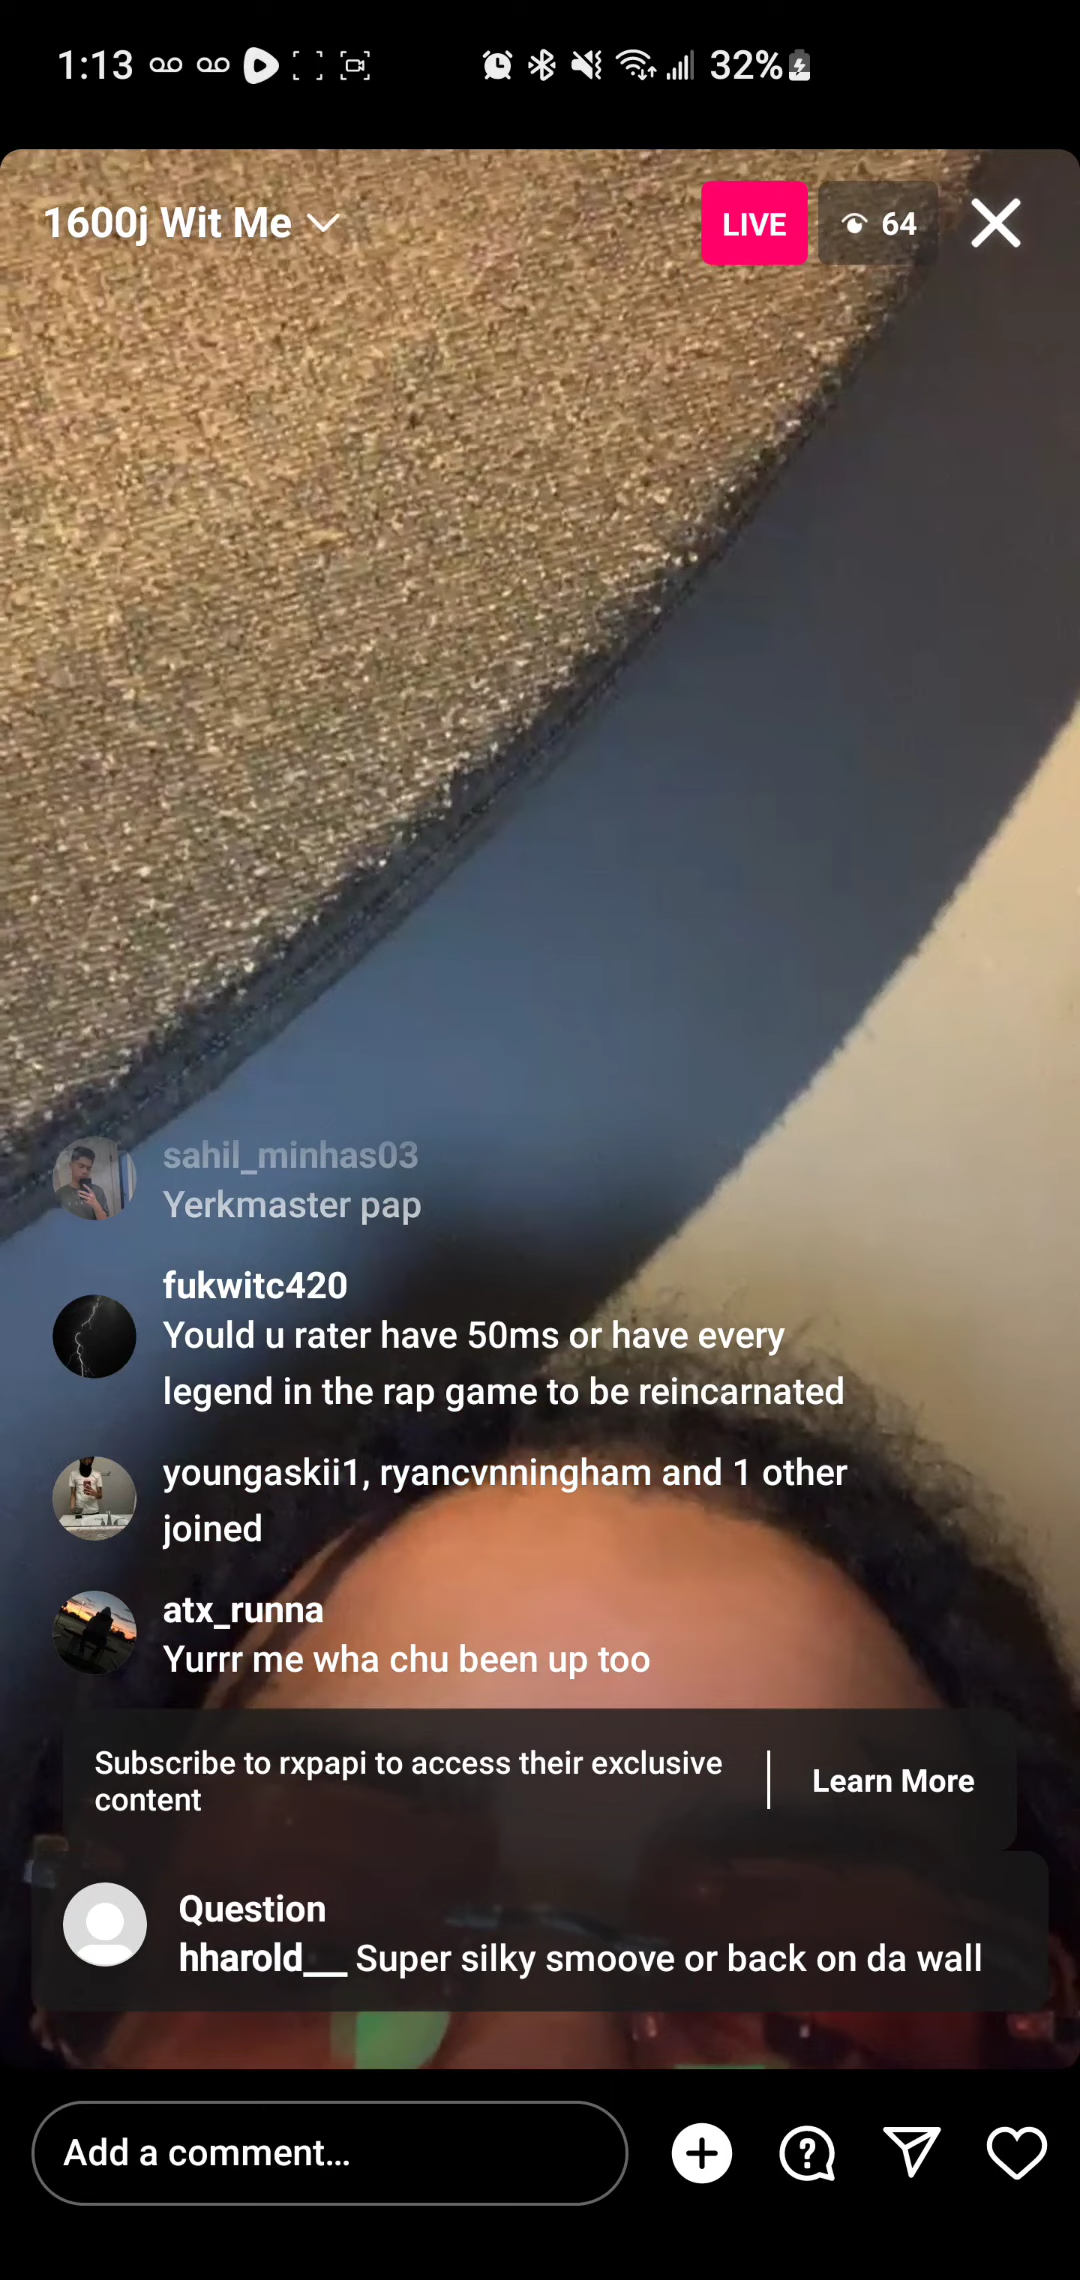 1:13
32%
1600j Wit Me
LIVE
64
sahil_minhas03
Yerkmaster pap
fukwitc420
Yould u rater have 50ms or have every
legend in the rap game to be reincarnated
youngaskii1, ryancvnningham and 1 other
joined
atx_runna
Yurrr me wha chu been up too
Subscribe to rxpapi to access their exclusive
content
Learn More
Question
hharold__ Super silky smoove or back on da wall
Add a comment...